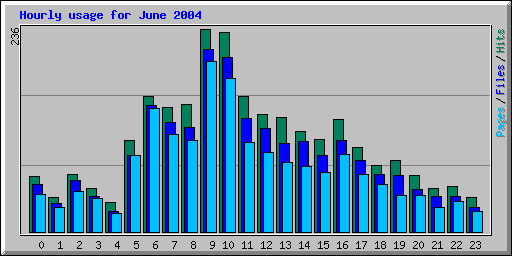 Hourly usage for June 2004
236
Pages/Files/Hits
0 1 2 3 4 5 6 7 8 9 10 11 12 13 14 15 16 17 18 19 20 21 22 23